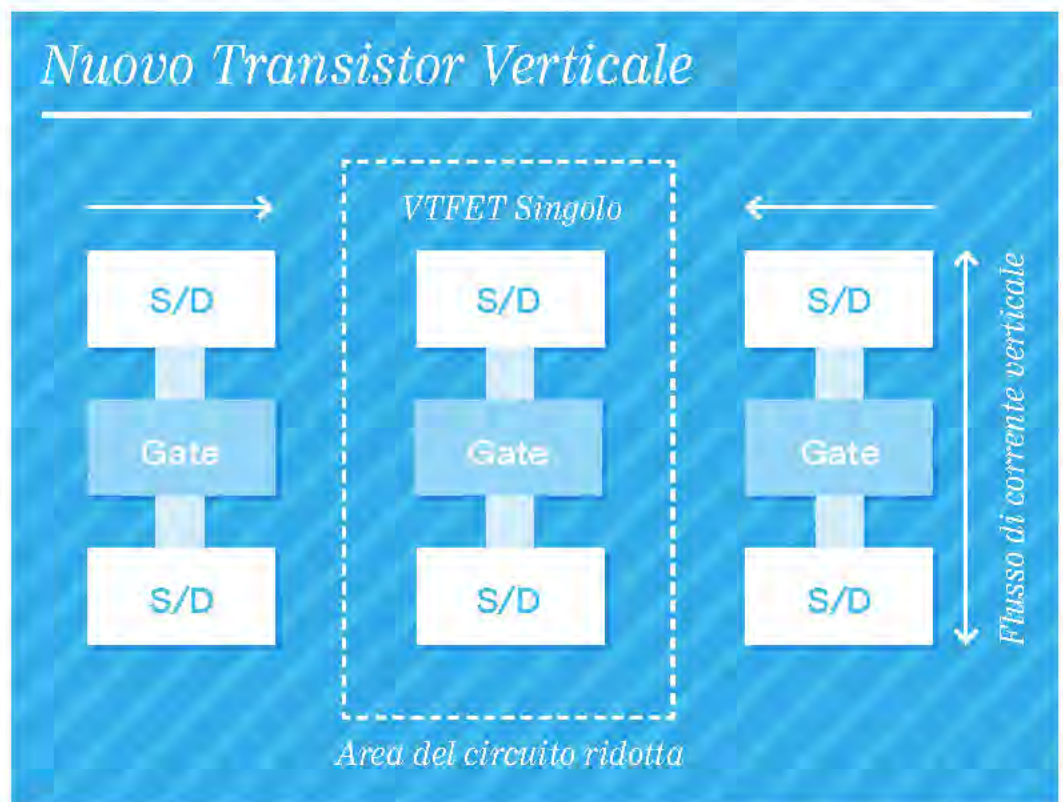 Nuovo Transistor Verticale
VTFET Singolo
S/D
S/D
S/D
Gate
Gate
Gate
S/D
S/D
S/D
Flusso di corrente verticale
Area del circuito ridotta